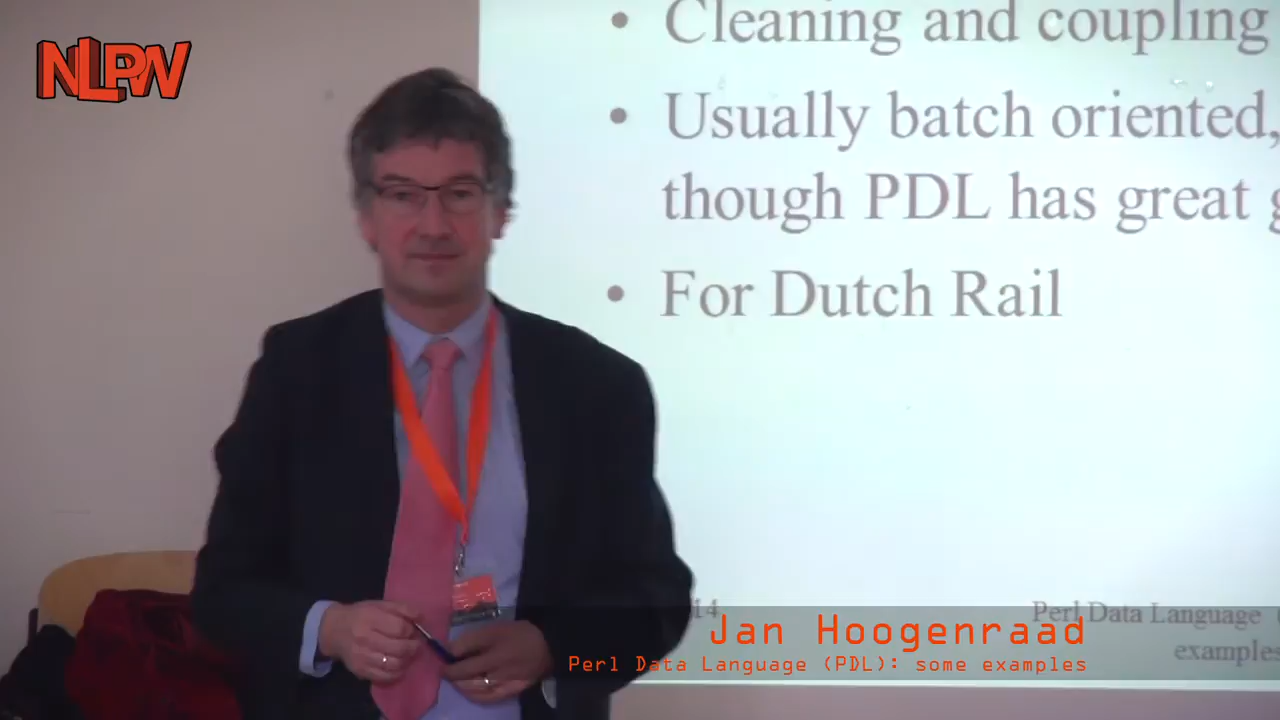 NLPW
Cleaning and coupling
Usually batch oriented,
though PDL has great
For Dutch Rail
14
Perl Data Language
examples
Jan Hoogenraad
Perl Data Language (PDL): some examples